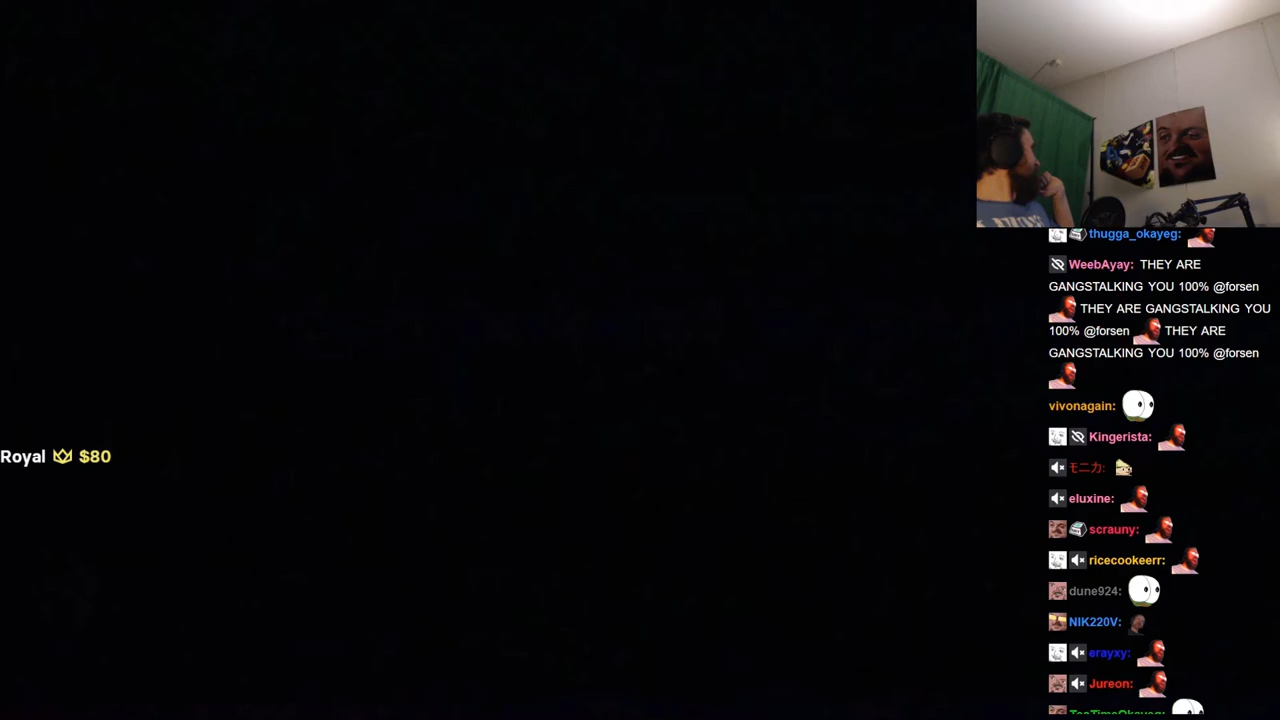 thugga_okayeg:
WeebAyay: THEY ARE
GANGSTALKING YOU 100% @forsen
THEY ARE GANGSTALKING YOU
100% @forsen THEY ARE
GANGSTALKING YOU 100% @forsen
vivonagain:
Kingerista:
Royal $80
モニカ:
eluxine:
scrauny:
ricecookeerr:
dune924:
NIK220V:
erayxy:
Jureon:
TeaTimeOkayeg: